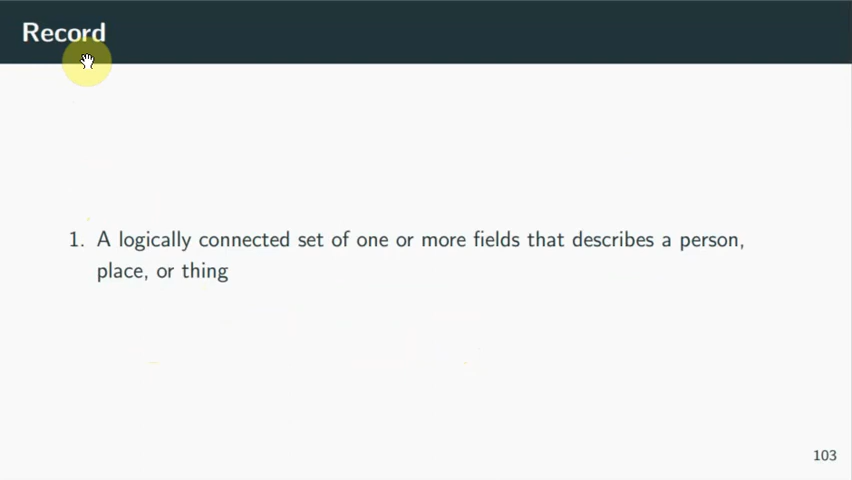 Record
1. A logically connected set of one or more fields that describes a person,
place, or thing
103